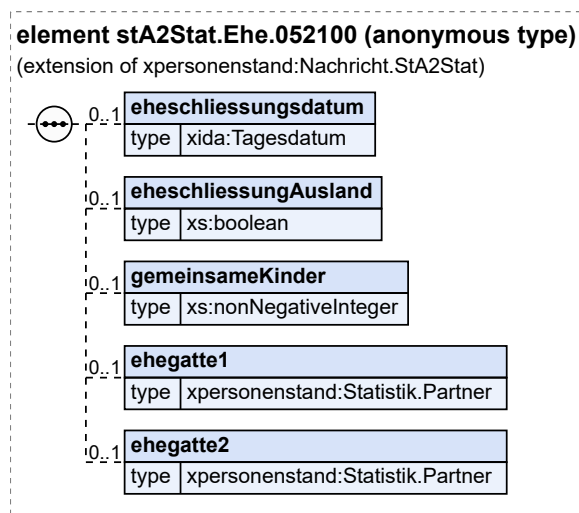 element stA2Stat.Ehe.052100 (anonymous type)
(extension of xpersonenstand:Nachricht.StA2Stat)
0..1 eheschliessungsdatum
type xida:Tagesdatum
0..1 eheschliessungAusland
type xs:boolean
0..1 gemeinsameKinder
type xs:nonNegativeInteger
0..1 ehegatte1
type xpersonenstand:Statistik.Partner
0..1 ehegatte2
type xpersonenstand:Statistik.Partner